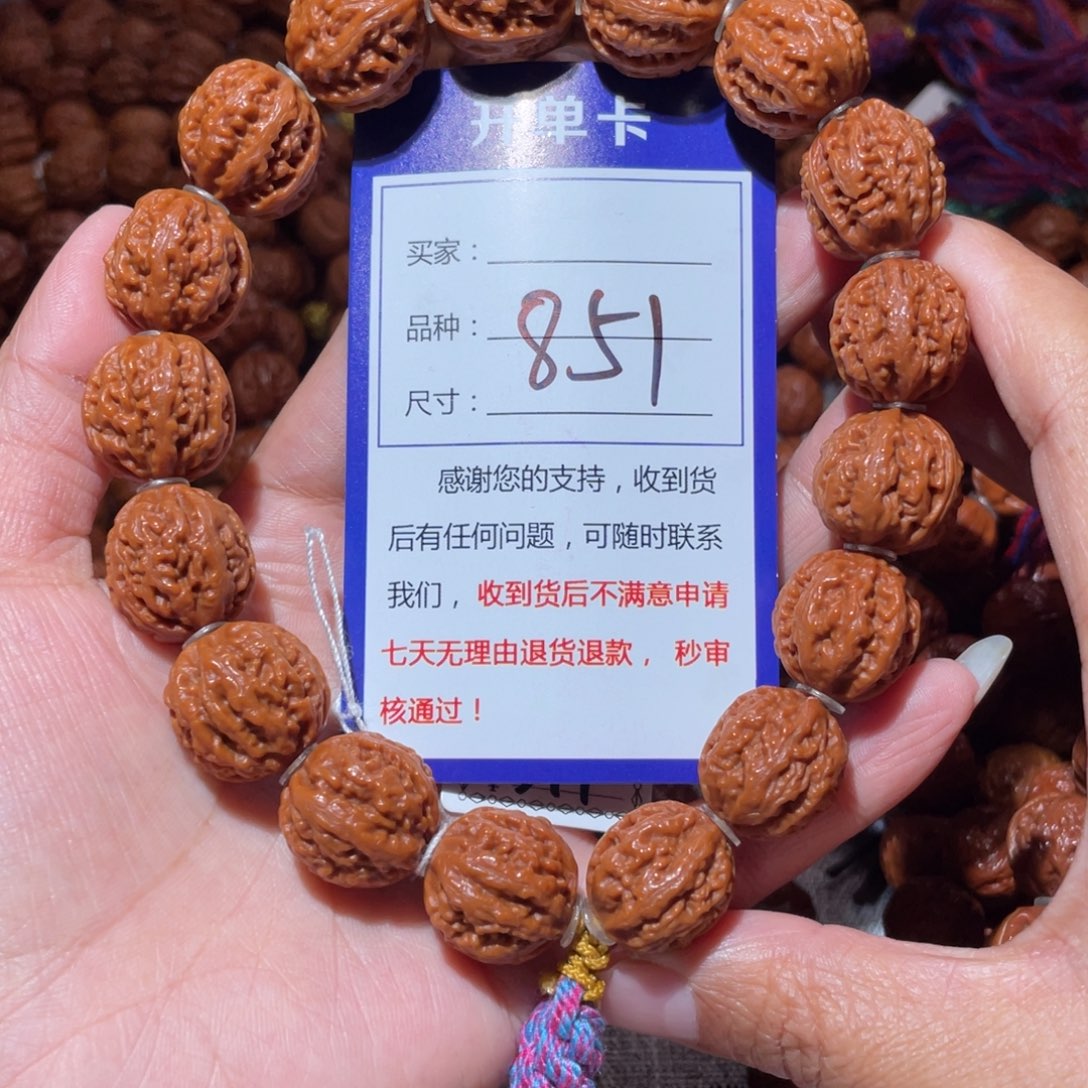 开单卡
买家：
品种：
851
尺寸：
感谢您的支持，收到货
后有任何问题，可随时联系
我们，收到货后不满意申请
七天无理由退货退款，秒审
核通过！